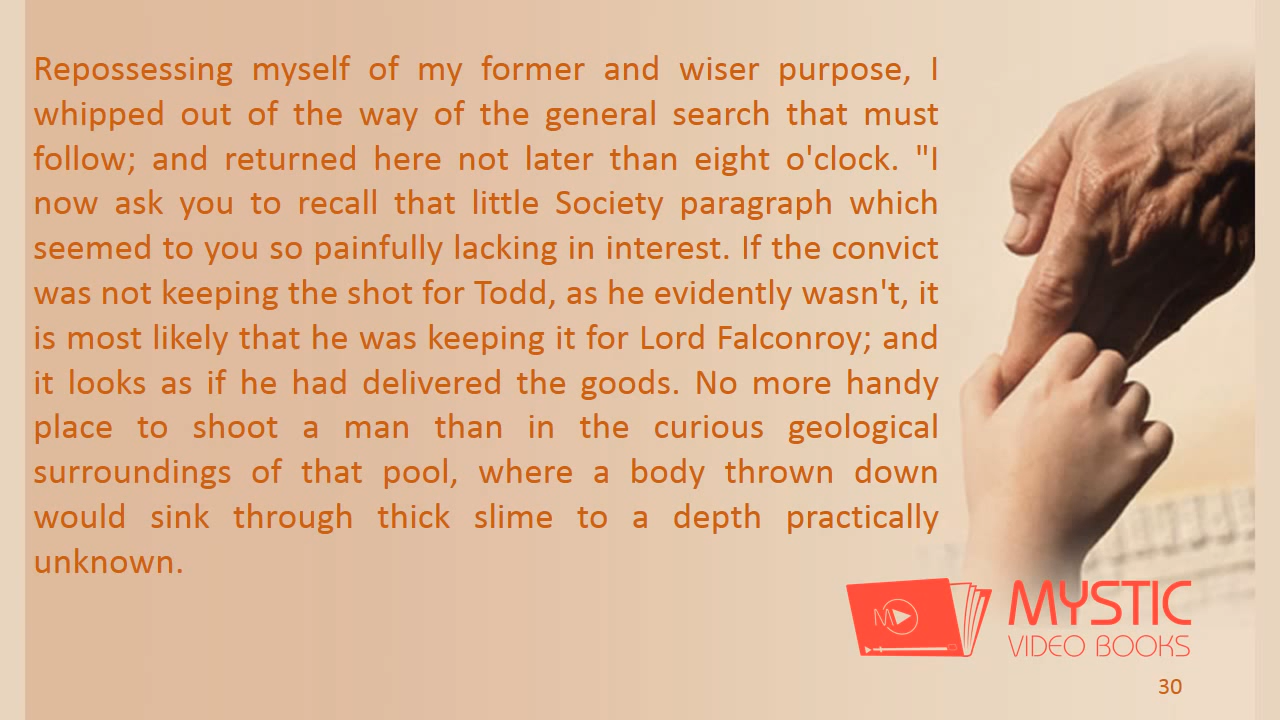 Repossessing myself of my former and wiser purpose, I
whipped out of the way of the general search that must
follow; and returned here not later than eight o'clock. "I
now ask you to recall that little Society paragraph which
seemed to you so painfully lacking in interest. If the convict
was not keeping the shot for Todd, as he evidently wasn't, it
is most likely that he was keeping it for Lord Falconroy; and
it looks as if he had delivered the goods. No more handy
place to shoot a man than in the curious geological
surroundings of that pool, where a body thrown down
would sink through thick slime to a depth practically
unknown.
MYSTIC
VIDEO BOOKS
30